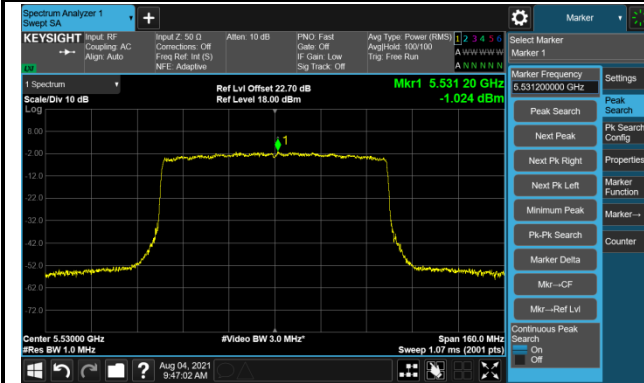 Spectrum Analyzer 1
Swept SA
+
Marker
KEYSIGHT
Input: RF
Coupling: AC
Align: Auto
Input Z: 50 Ω
Corrections: Off
Freq Ref: Int (S)
NFE: Adaptive
Atten: 10 dB
PNO: Fast
Gate: Off
IF Gain: Low
Sig Track: Off
Avg Type: Power (RMS)
Avg|Hold: 100/100
Trig: Free Run
1 2 3 4 5 6
A W W W W W
A N N N N N
Select Marker
Marker 1
1 Spectrum
Scale/Div 10 dB
Log
Ref Lvl Offset 22.70 dB
Ref Level 18.00 dBm
Mkr1 5.531 20 GHz
-1.024 dBm
8.00
-2.00
-12.0
-22.0
-32.0
-42.0
-52.0
-62.0
-72.0
1
Center 5.53000 GHz
#Res BW 1.0 MHz
#Video BW 3.0 MHz*
Span 160.0 MHz
Sweep 1.07 ms (2001 pts)
Marker Frequency
5.531200000 GHz
Peak Search
Next Peak
Next Pk Right
Next Pk Left
Minimum Peak
Pk-Pk Search
Marker Delta
Mkr→CF
Mkr→Ref Lvl
Continuous Peak
Search
On
Off
Settings
Peak
Search
Pk Search
Config
Properties
Marker
Function
Marker→
Counter
?
Aug 04, 2021
9:47:02 AM